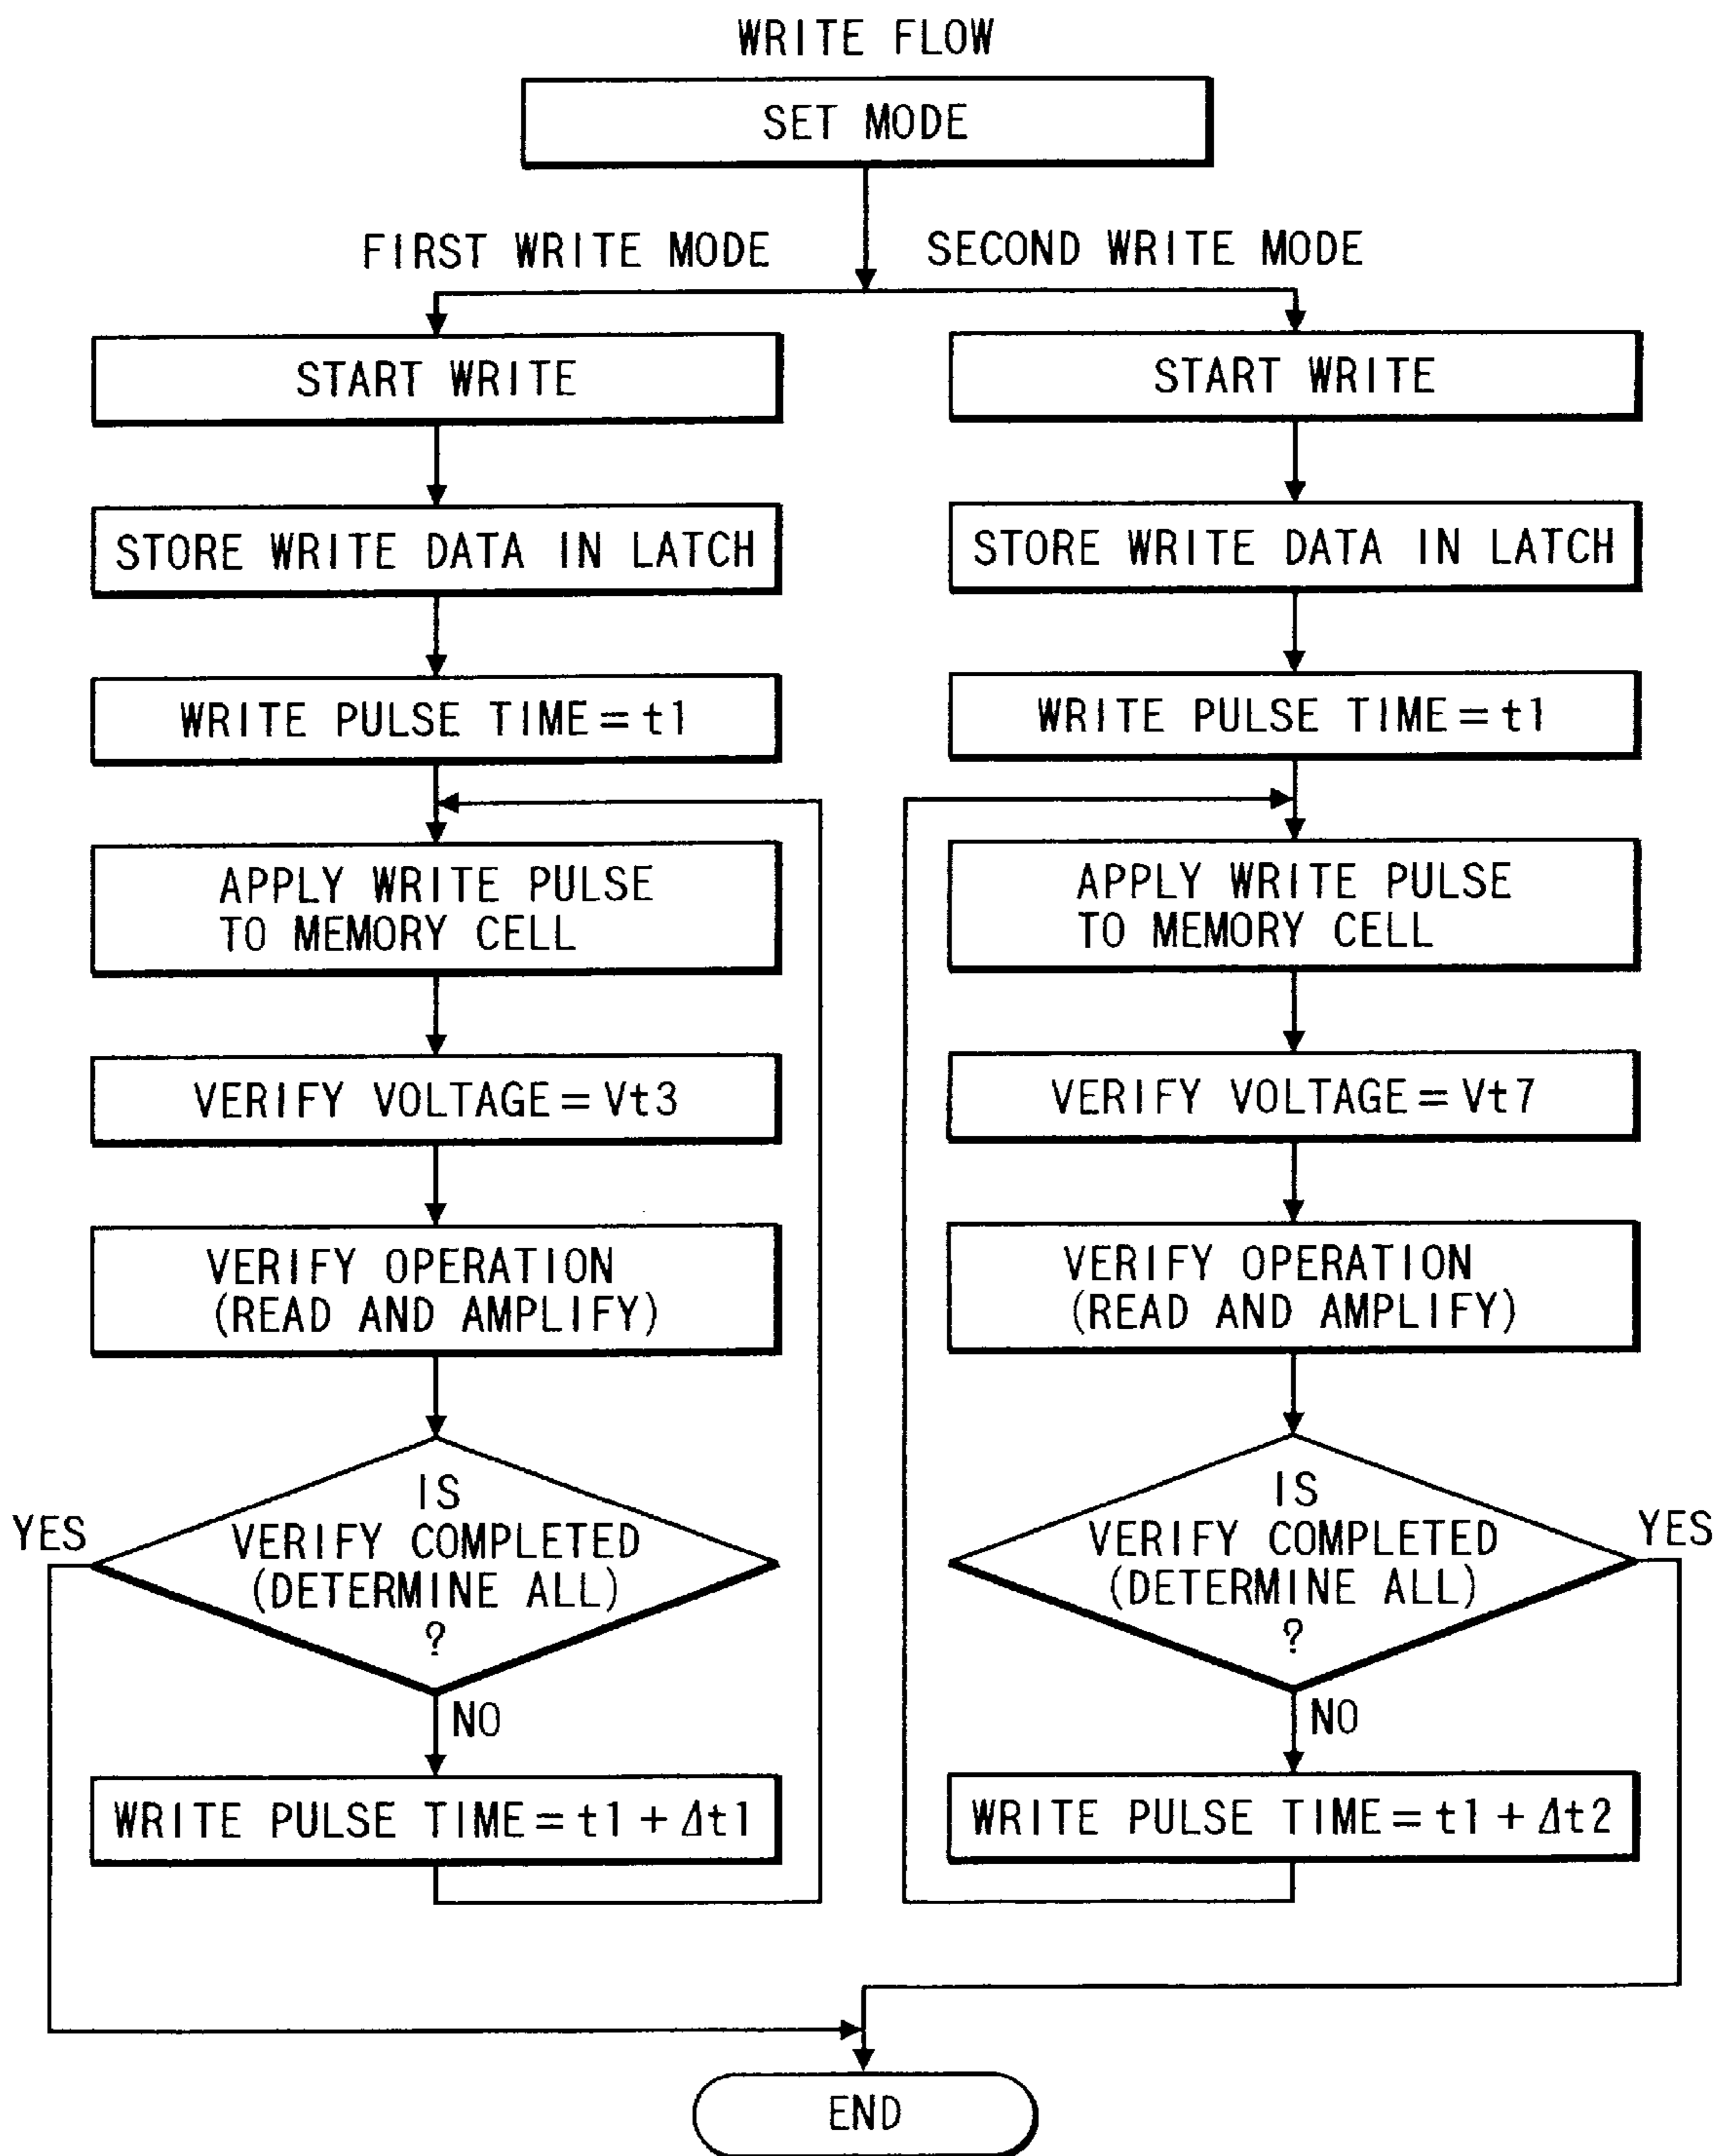 WRITE FLOW
SET MODE
FIRST WRITE MODE
SECOND WRITE MODE
START WRITE
STORE WRITE DATA IN LATCH
WRITE PULSE TIME=t1
APPLY WRITE PULSE
TO MEMORY CELL
VERIFY VOLTAGE=Vt3
VERIFY OPERATION
(READ AND AMPLIFY)
IS
VERIFY COMPLETED
(DETERMINE ALL)
?
YES
NO
WRITE PULSE TIME=t1+Δt1
START WRITE
STORE WRITE DATA IN LATCH
WRITE PULSE TIME=t1
APPLY WRITE PULSE
TO MEMORY CELL
VERIFY VOLTAGE=Vt7
VERIFY OPERATION
(READ AND AMPLIFY)
IS
VERIFY COMPLETED
(DETERMINE ALL)
?
YES
NO
WRITE PULSE TIME=t1+Δt2
END